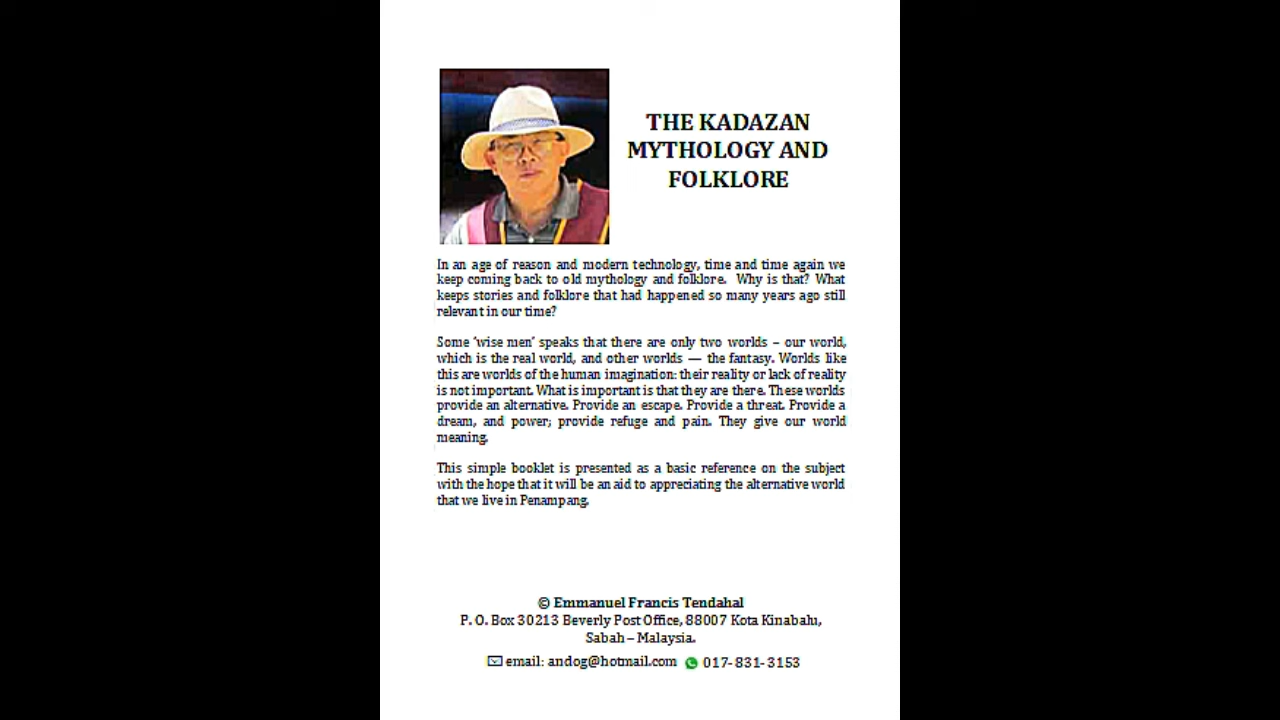 THE KADAZAN
MYTHOLOGY AND
FOLKLORE
In an age of reason and modern technology, time and time again we
keep coming back to old mythology and folklore. Why is that? What
keeps stories and folklore that had happened so many years ago still
relevant in our time?
Some 'wise men' speaks that there are only two worlds – our world,
which is the real world, and other worlds — the fantasy. Worlds like
this are worlds of the human imagination: their reality or lack of reality
is not important. What is important is that they are there. These worlds
provide an alternative. Provide an escape. Provide a threat. Provide a
dream, and power; provide refuge and pain. They give our world
meaning.
This simple booklet is presented as a basic reference on the subject
with the hope that it will be an aid to appreciating the alternative world
that we live in Penampang.
© Emmanuel Francis Tendahal
P. O. Box 30213 Beverly Post Office, 88007 Kota Kinabalu,
Sabah – Malaysia.
email: andog@hotmail.com 017-831-3153